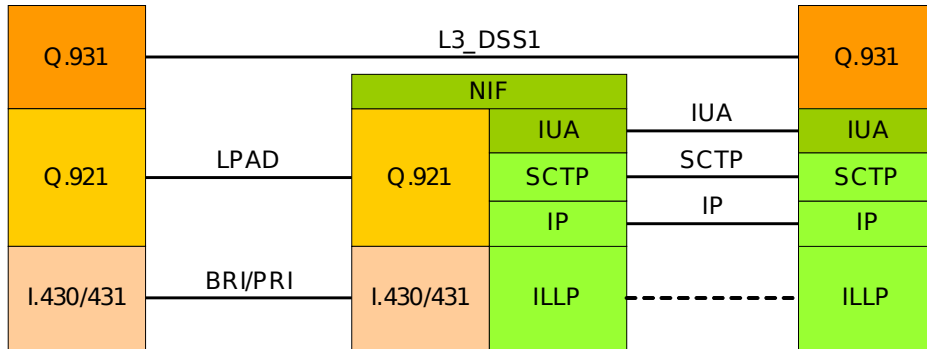 L3_DSS1
Q.931
Q.931
NIF
IUA
IUA
IUA
LPAD
SCTP
Q.921
Q.921
SCTP
SCTP
IP
IP
IP
BRI/PRI
I.430/431
I.430/431
ILLP
ILLP